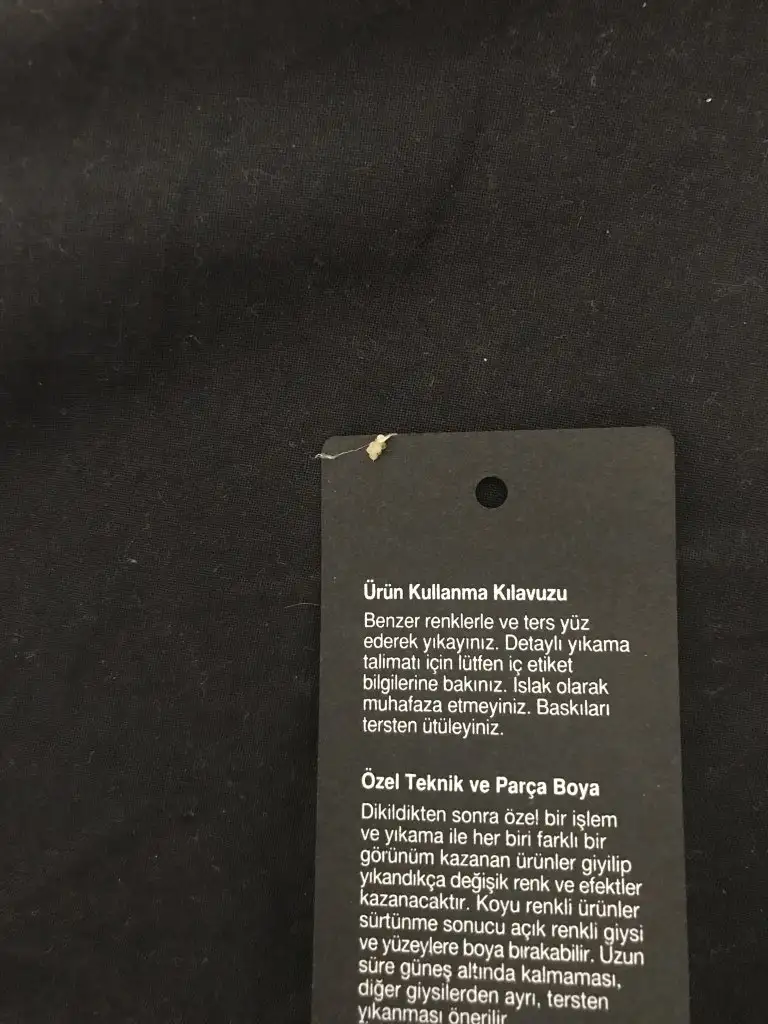 Ürün Kullanma Kılavuzu
Benzer renklerle ve ters yüz
ederek yıkayınız. Detaylı yıkama
talimatı için lütfen iç etiket
bilgilerine bakınız. Islak olarak
muhafaza etmeyiniz. Baskıları
tersten ütüleyiniz.
Özel Teknik ve Parça Boya
Dikildikten sonra özel bir işlem
ve yıkama ile her biri farklı bir
görünüm kazanan ürünler giyilip
yıkandıkça değişik renk ve efektler
kazanacaktır. Koyu renkli ürünler
sürtünme sonucu açık renkli giysi
ve yüzeylere boya bırakabilir. Uzun
süre güneş altında kalmaması,
diğer giysilerden ayrı, tersten
yıkanması önerilir